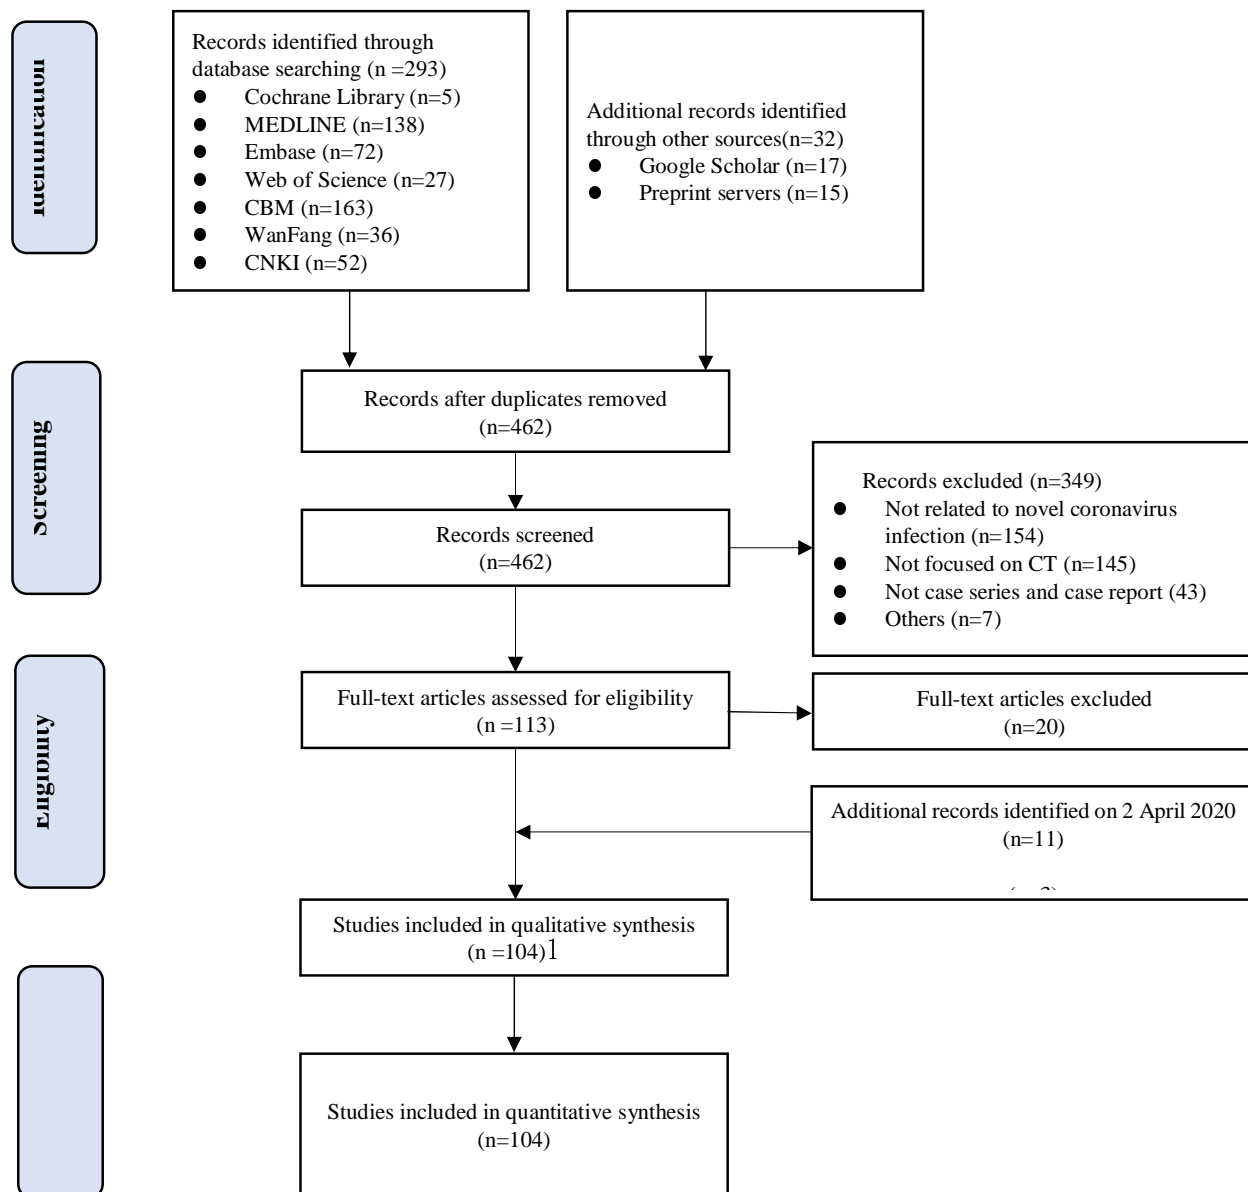 Identification
Records identified through
database searching (n =293)
● Cochrane Library (n=5)
● MEDLINE (n=138)
● Embase (n=72)
● Web of Science (n=27)
● CBM (n=163)
● WanFang (n=36)
● CNKI (n=52)
Additional records identified
through other sources(n=32)
● Google Scholar (n=17)
● Preprint servers (n=15)
Screening
Records after duplicates removed
(n=462)
Records screened
(n=462)
Records excluded (n=349)
● Not related to novel coronavirus
infection (n=154)
● Not focused on CT (n=145)
● Not case series and case report (43)
● Others (n=7)
Eligibility
Full-text articles assessed for eligibility
(n =113)
Full-text articles excluded
(n=20)
Additional records identified on 2 April 2020
(n=11)
Studies included in qualitative synthesis
(n =104)1
Studies included in quantitative synthesis
(n=104)